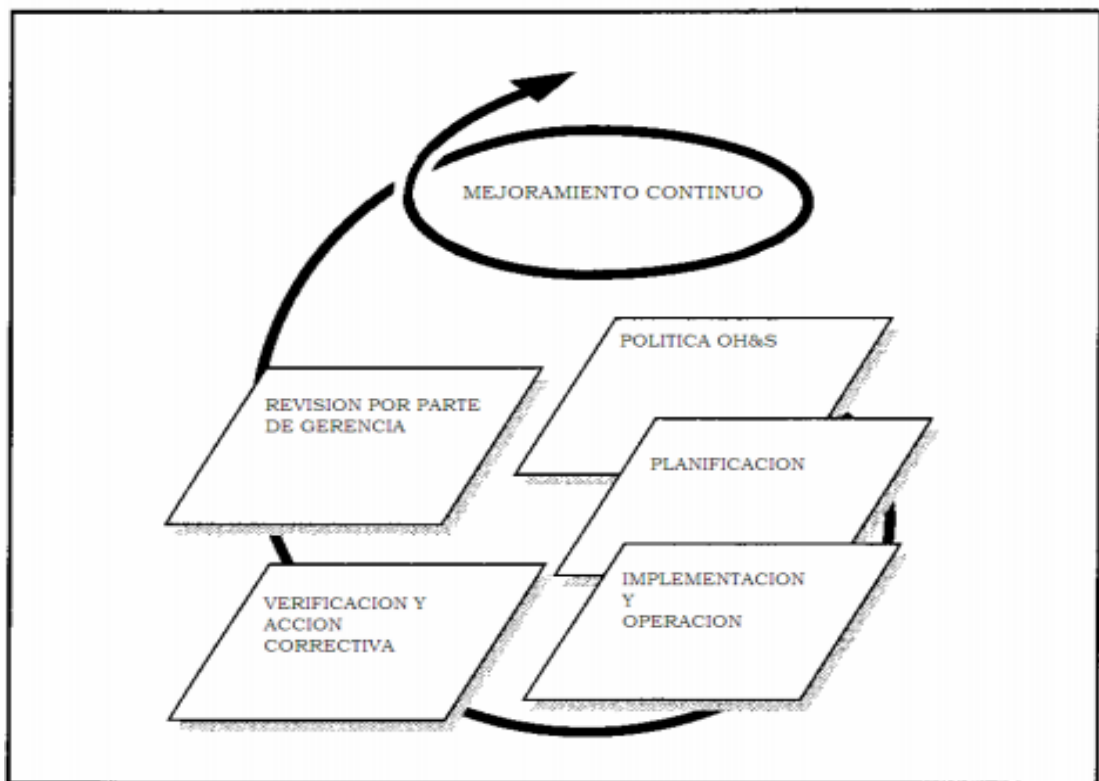 MEJORAMIENTO CONTINUO
POLITICA OH&S
PLANIFICACION
IMPLEMENTACION
Y
OPERACION
VERIFICACION Y
ACCION
CORRECTIVA
REVISION POR PARTE
DE GERENCIA